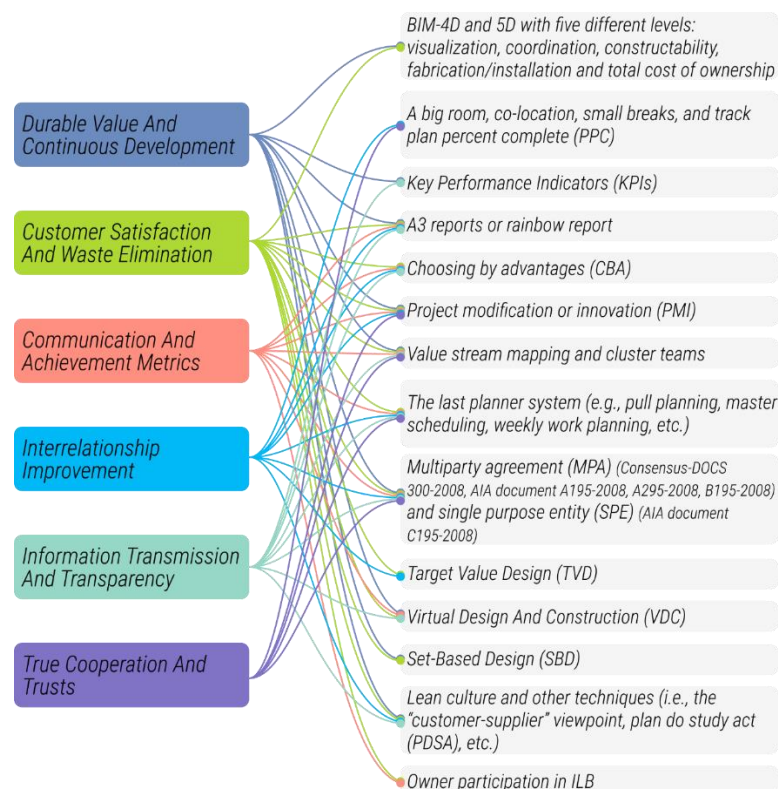 Durable Value And
Continuous Development
Customer Satisfaction
And Waste Elimination
Communication And
Achievement Metrics
Interrelationship
Improvement
Information Transmission
And Transparency
True Cooperation And
Trusts
BIM-4D and 5D with five different levels:
visualization, coordination, constructability,
fabrication/installation and total cost of ownership
A big room, co-location, small breaks, and track
plan percent complete (PPC)
Key Performance Indicators (KPIs)
A3 reports or rainbow report
Choosing by advantages (CBA)
Project modification or innovation (PMI)
Value stream mapping and cluster teams
The last planner system (e.g., pull planning, master
scheduling, weekly work planning, etc.)
Multiparty agreement (MPA) (Consensus-DOCS
300-2008, AIA document A195-2008, A295-2008, B195-2008)
and single purpose entity (SPE) (AIA document
C195-2008)
Target Value Design (TVD)
Virtual Design And Construction (VDC)
Set-Based Design (SBD)
Lean culture and other techniques (i.e., the
“customer-supplier” viewpoint, plan do study act
(PDSA), etc.)
Owner participation in ILB